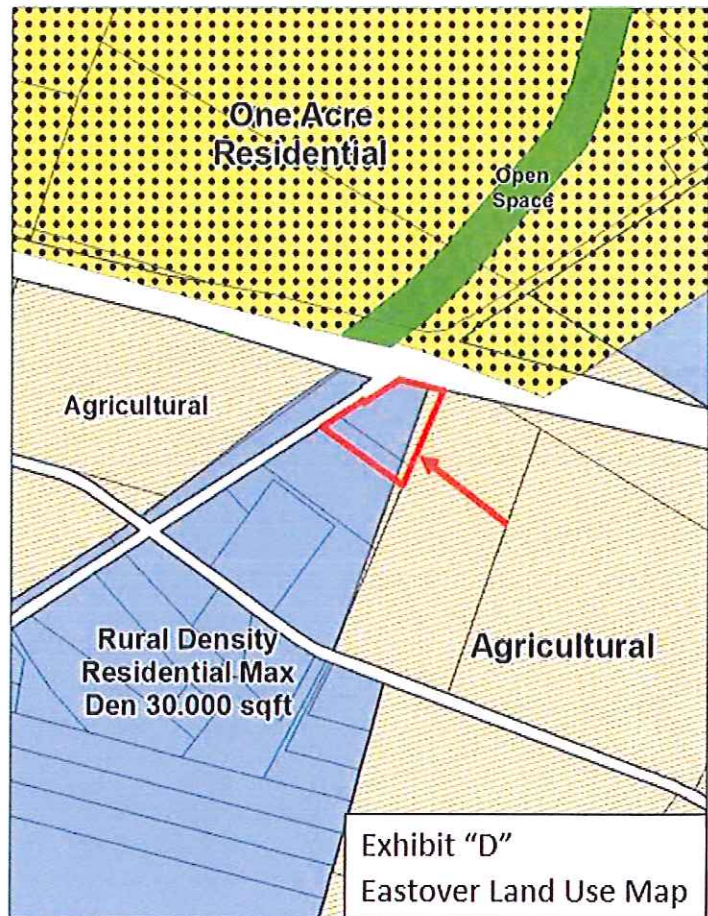 One Acre
Residential
Open
Space
Agricultural
Rural Density
Residential Max
Den 30.000 sqft
Agricultural
Exhibit “D”
Eastover Land Use Map